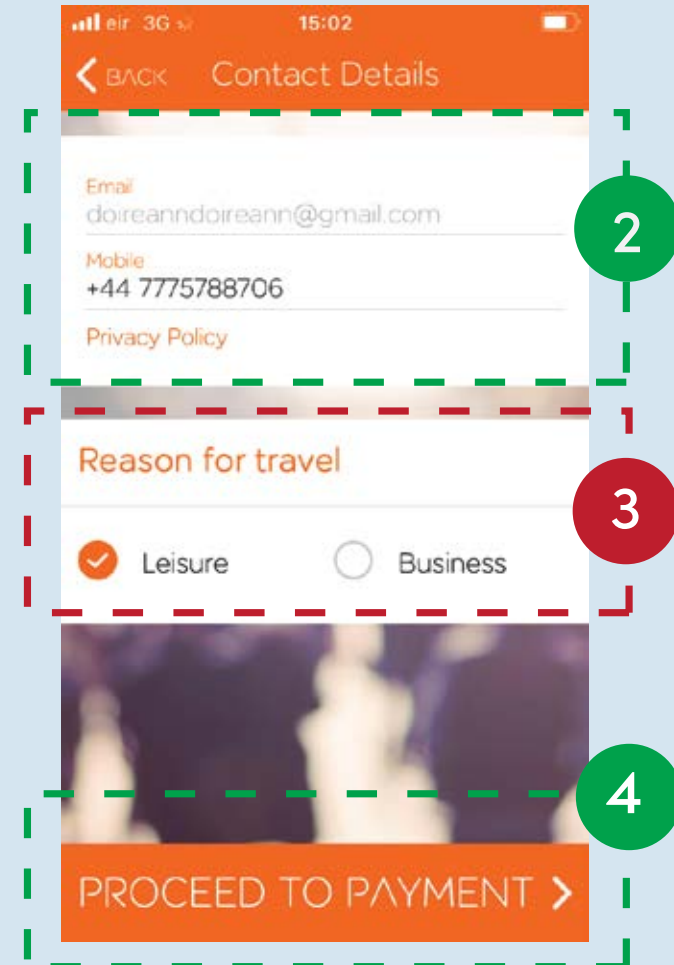 eir 3G 15:02
BACK Contact Details
Email
doireanndoireann@gmail.com
2
Mobile
+44 7775788706
Privacy Policy
Reason for travel
3
Leisure Business
4
PROCEED TO PAYMENT